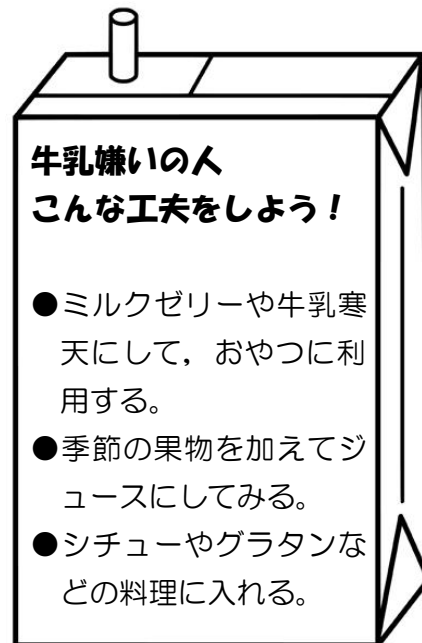 牛乳嫌いの人
こんな工夫をしよう！
●ミルクゼリーや牛乳寒
天にして，おやつに利
用する。
●季節の果物を加えてジ
ュースにしてみる。
●シチューやグラタンな
どの料理に入れる。